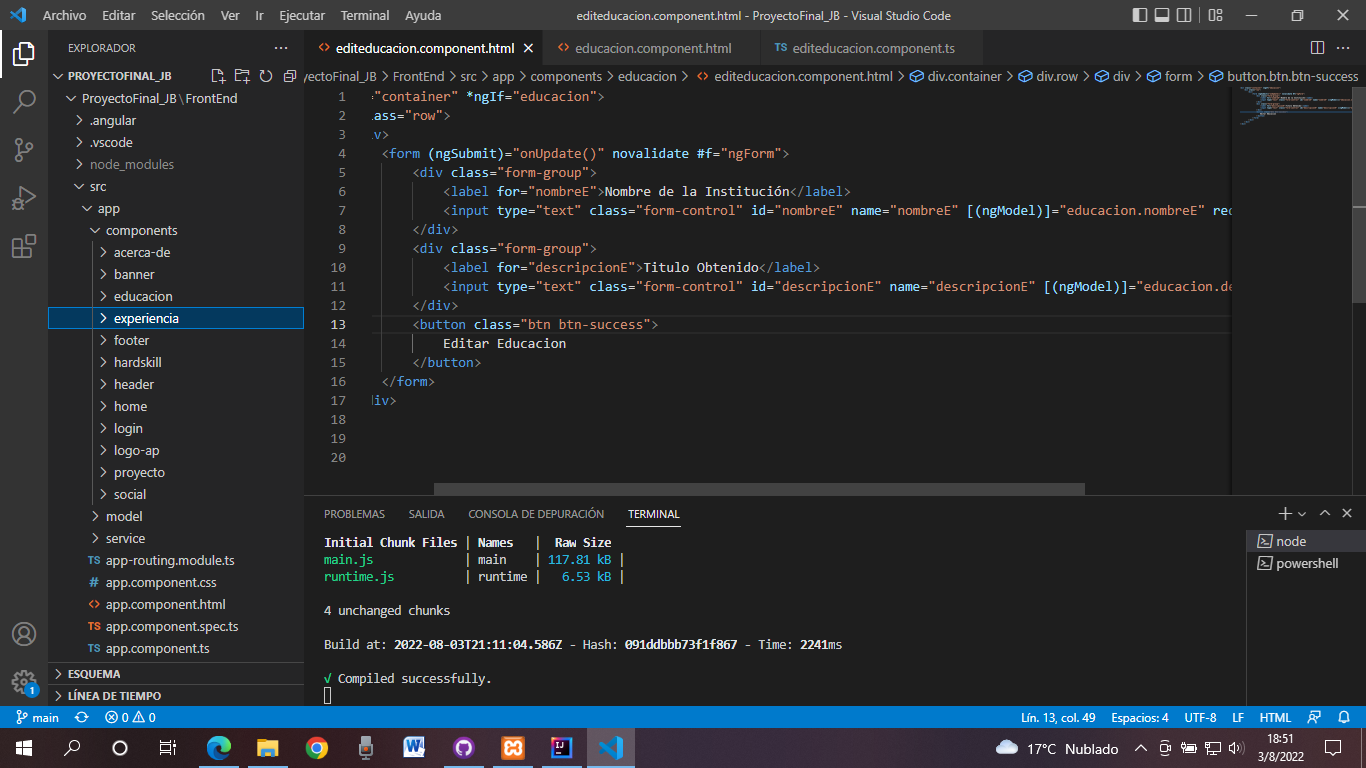 Archivo Editar Selección Ver Ir Ejecutar Terminal Ayuda editeducacion.component.html - ProyectoFinal_JB - Visual Studio Code
EXPLORADOR
PROYECTOFINAL_JB
ProyectoFinal_JB \ FrontEnd
.angular
.vscode
node_modules
src
app
components
acerca-de
banner
educacion
experiencia
footer
hardskill
header
home
login
logo-ap
proyecto
social
model
service
TS app-routing.module.ts
# app.component.css
<> app.component.html
TS app.component.spec.ts
TS app.component.ts
ESQUEMA
LÍNEA DE TIEMPO
<> editeducacion.component.html <> educacion.component.html TS editeducacion.component.ts
yectoFinal_JB > FrontEnd > src > app > components > educacion > <> editeducacion.component.html > div.container > div.row > div > form > button.btn.btn-success
1 ="container" *ngIf="educacion">
2 lass="row">
3 v>
4 <form (ngSubmit)="onUpdate()" novalidate #f="ngForm">
5 <div class="form-group">
6 <label for="nombreE">Nombre de la Institución</label>
7 <input type="text" class="form-control" id="nombreE" name="nombreE" [(ngModel)]="educacion.nombreE" rec
8 </div>
9 <div class="form-group">
10 <label for="descripcionE">Titulo Obtenido</label>
11 <input type="text" class="form-control" id="descripcionE" name="descripcionE" [(ngModel)]="educacion.de
12 </div>
13 <button class="btn btn-success">
14 Editar Educacion
15 </button>
16 </form>
17 div>
18
19
20
PROBLEMAS SALIDA CONSOLA DE DEPURACIÓN TERMINAL
Initial Chunk Files | Names | Raw Size
main.js | main | 117.81 kB |
runtime.js | runtime | 6.53 kB |
4 unchanged chunks
Build at: 2022-08-03T21:11:04.586Z - Hash: 091ddbbb73f1f867 - Time: 2241ms
√ Compiled successfully.
node
powershell
1
main 0 0 Lín. 13, col. 49 Espacios: 4 UTF-8 LF HTML
17°C Nublado 18:51
3/8/2022